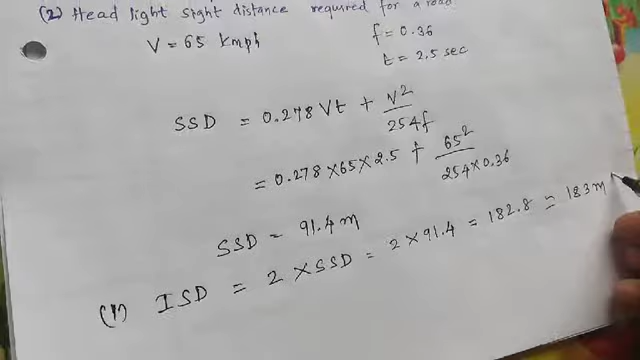 (2) Head light sight distance required for a road
V = 65 Kmph
f = 0.36
t = 2.5 sec
SSD = 0.278 Vt + V²/254f
= 0.278 × 65 × 2.5 + 65²/254 × 0.36
SSD = 91.4 m
(1) ISD = 2 × SSD = 2 × 91.4 = 182.8 ≃ 183 m